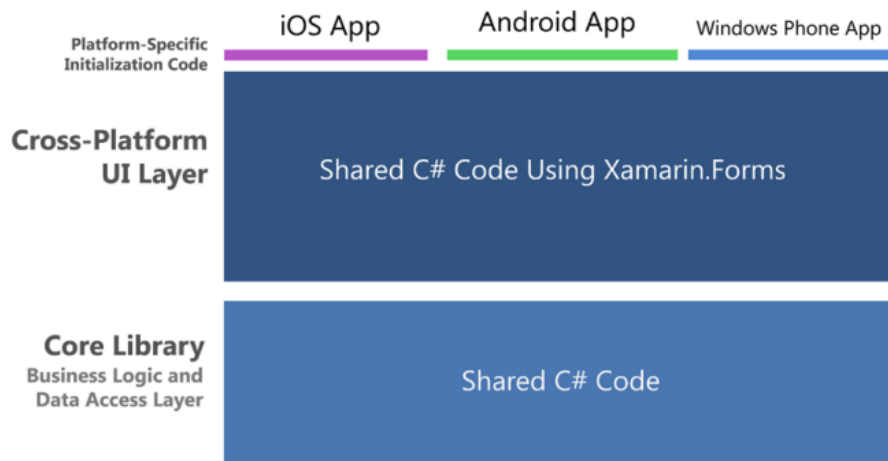 iOS App
Android App
Windows Phone App
Platform-Specific
Initialization Code
Cross-Platform
UI Layer
Shared C# Code Using Xamarin.Forms
Core Library
Business Logic and
Data Access Layer
Shared C# Code